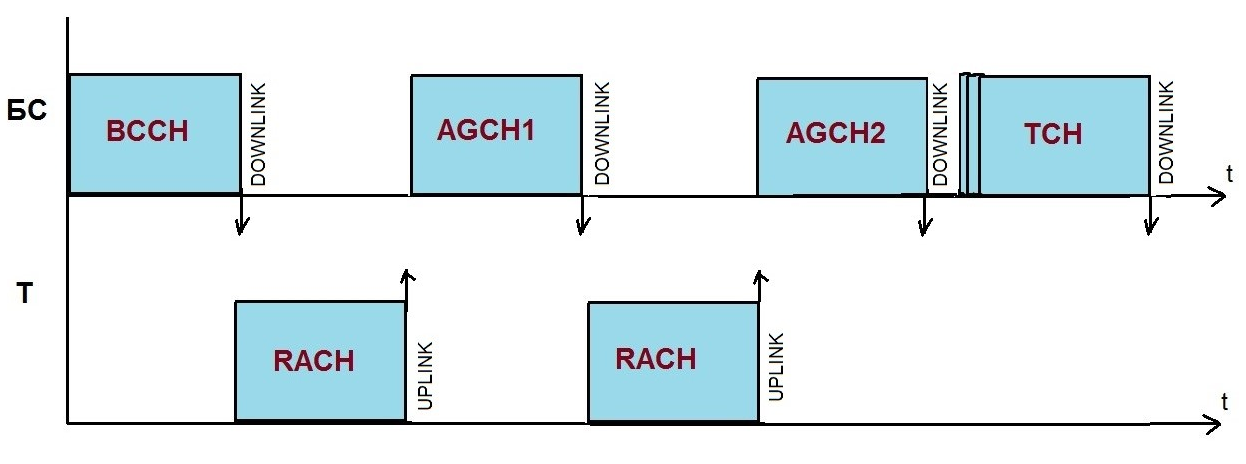 БС
BCCH
DOWNLINK
AGCH1
DOWNLINK
AGCH2
DOWNLINK
TCH
DOWNLINK
t
Т
RACH
UPLINK
RACH
UPLINK
t